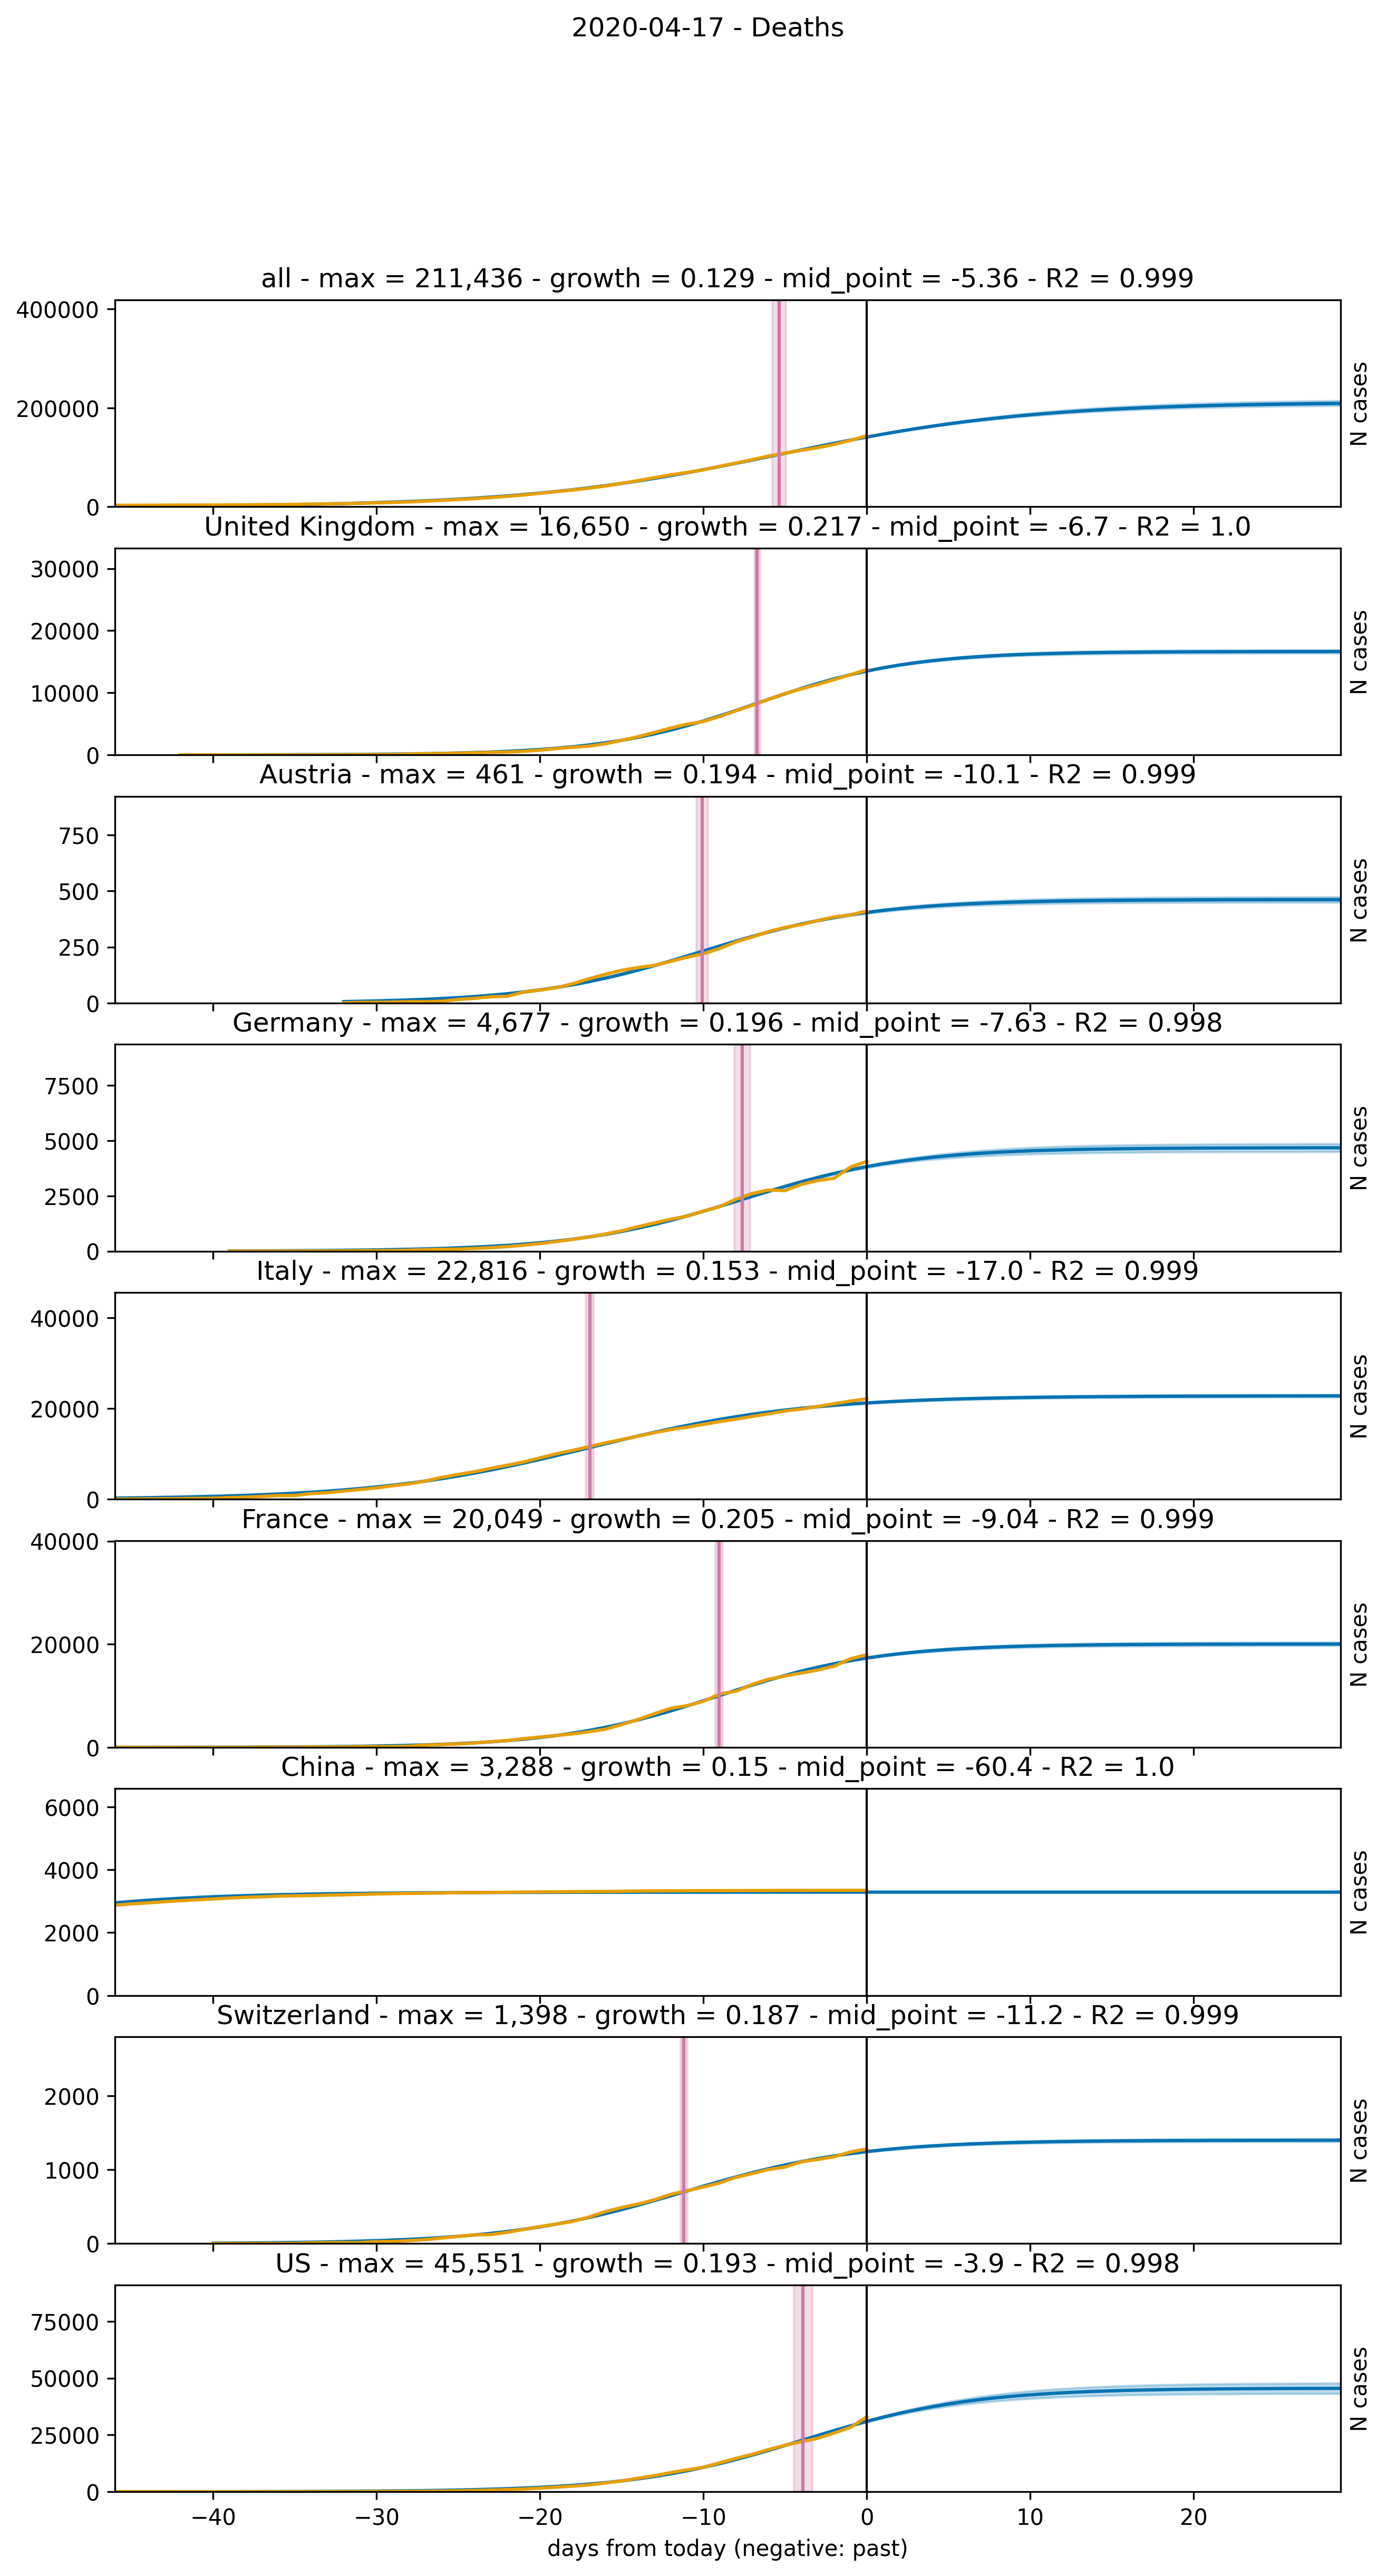 2020-04-17 - Deaths
all - max = 211,436 - growth = 0.129 - mid_point = -5.36 - R2 = 0.999
400000
200000
0
N cases
United Kingdom - max = 16,650 - growth = 0.217 - mid_point = -6.7 - R2 = 1.0
30000
20000
10000
0
N cases
Austria - max = 461 - growth = 0.194 - mid_point = -10.1 - R2 = 0.999
750
500
250
0
N cases
Germany - max = 4,677 - growth = 0.196 - mid_point = -7.63 - R2 = 0.998
7500
5000
2500
0
N cases
Italy - max = 22,816 - growth = 0.153 - mid_point = -17.0 - R2 = 0.999
40000
20000
0
N cases
France - max = 20,049 - growth = 0.205 - mid_point = -9.04 - R2 = 0.999
40000
20000
0
N cases
China - max = 3,288 - growth = 0.15 - mid_point = -60.4 - R2 = 1.0
6000
4000
2000
0
N cases
Switzerland - max = 1,398 - growth = 0.187 - mid_point = -11.2 - R2 = 0.999
2000
1000
0
N cases
US - max = 45,551 - growth = 0.193 - mid_point = -3.9 - R2 = 0.998
75000
50000
25000
0
N cases
−40 −30 −20 −10 0 10 20
days from today (negative: past)